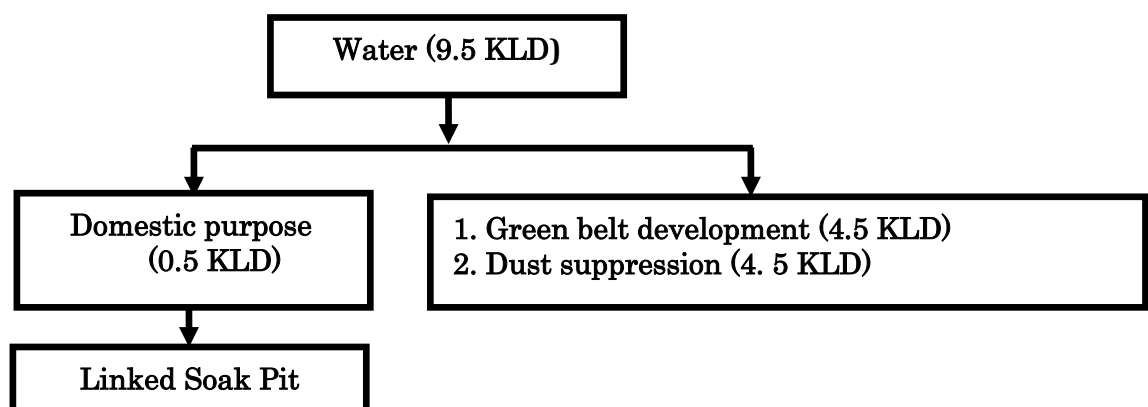 Water (9.5 KLD)
Domestic purpose
(0.5 KLD)
1. Green belt development (4.5 KLD)
2. Dust suppression (4. 5 KLD)
Linked Soak Pit